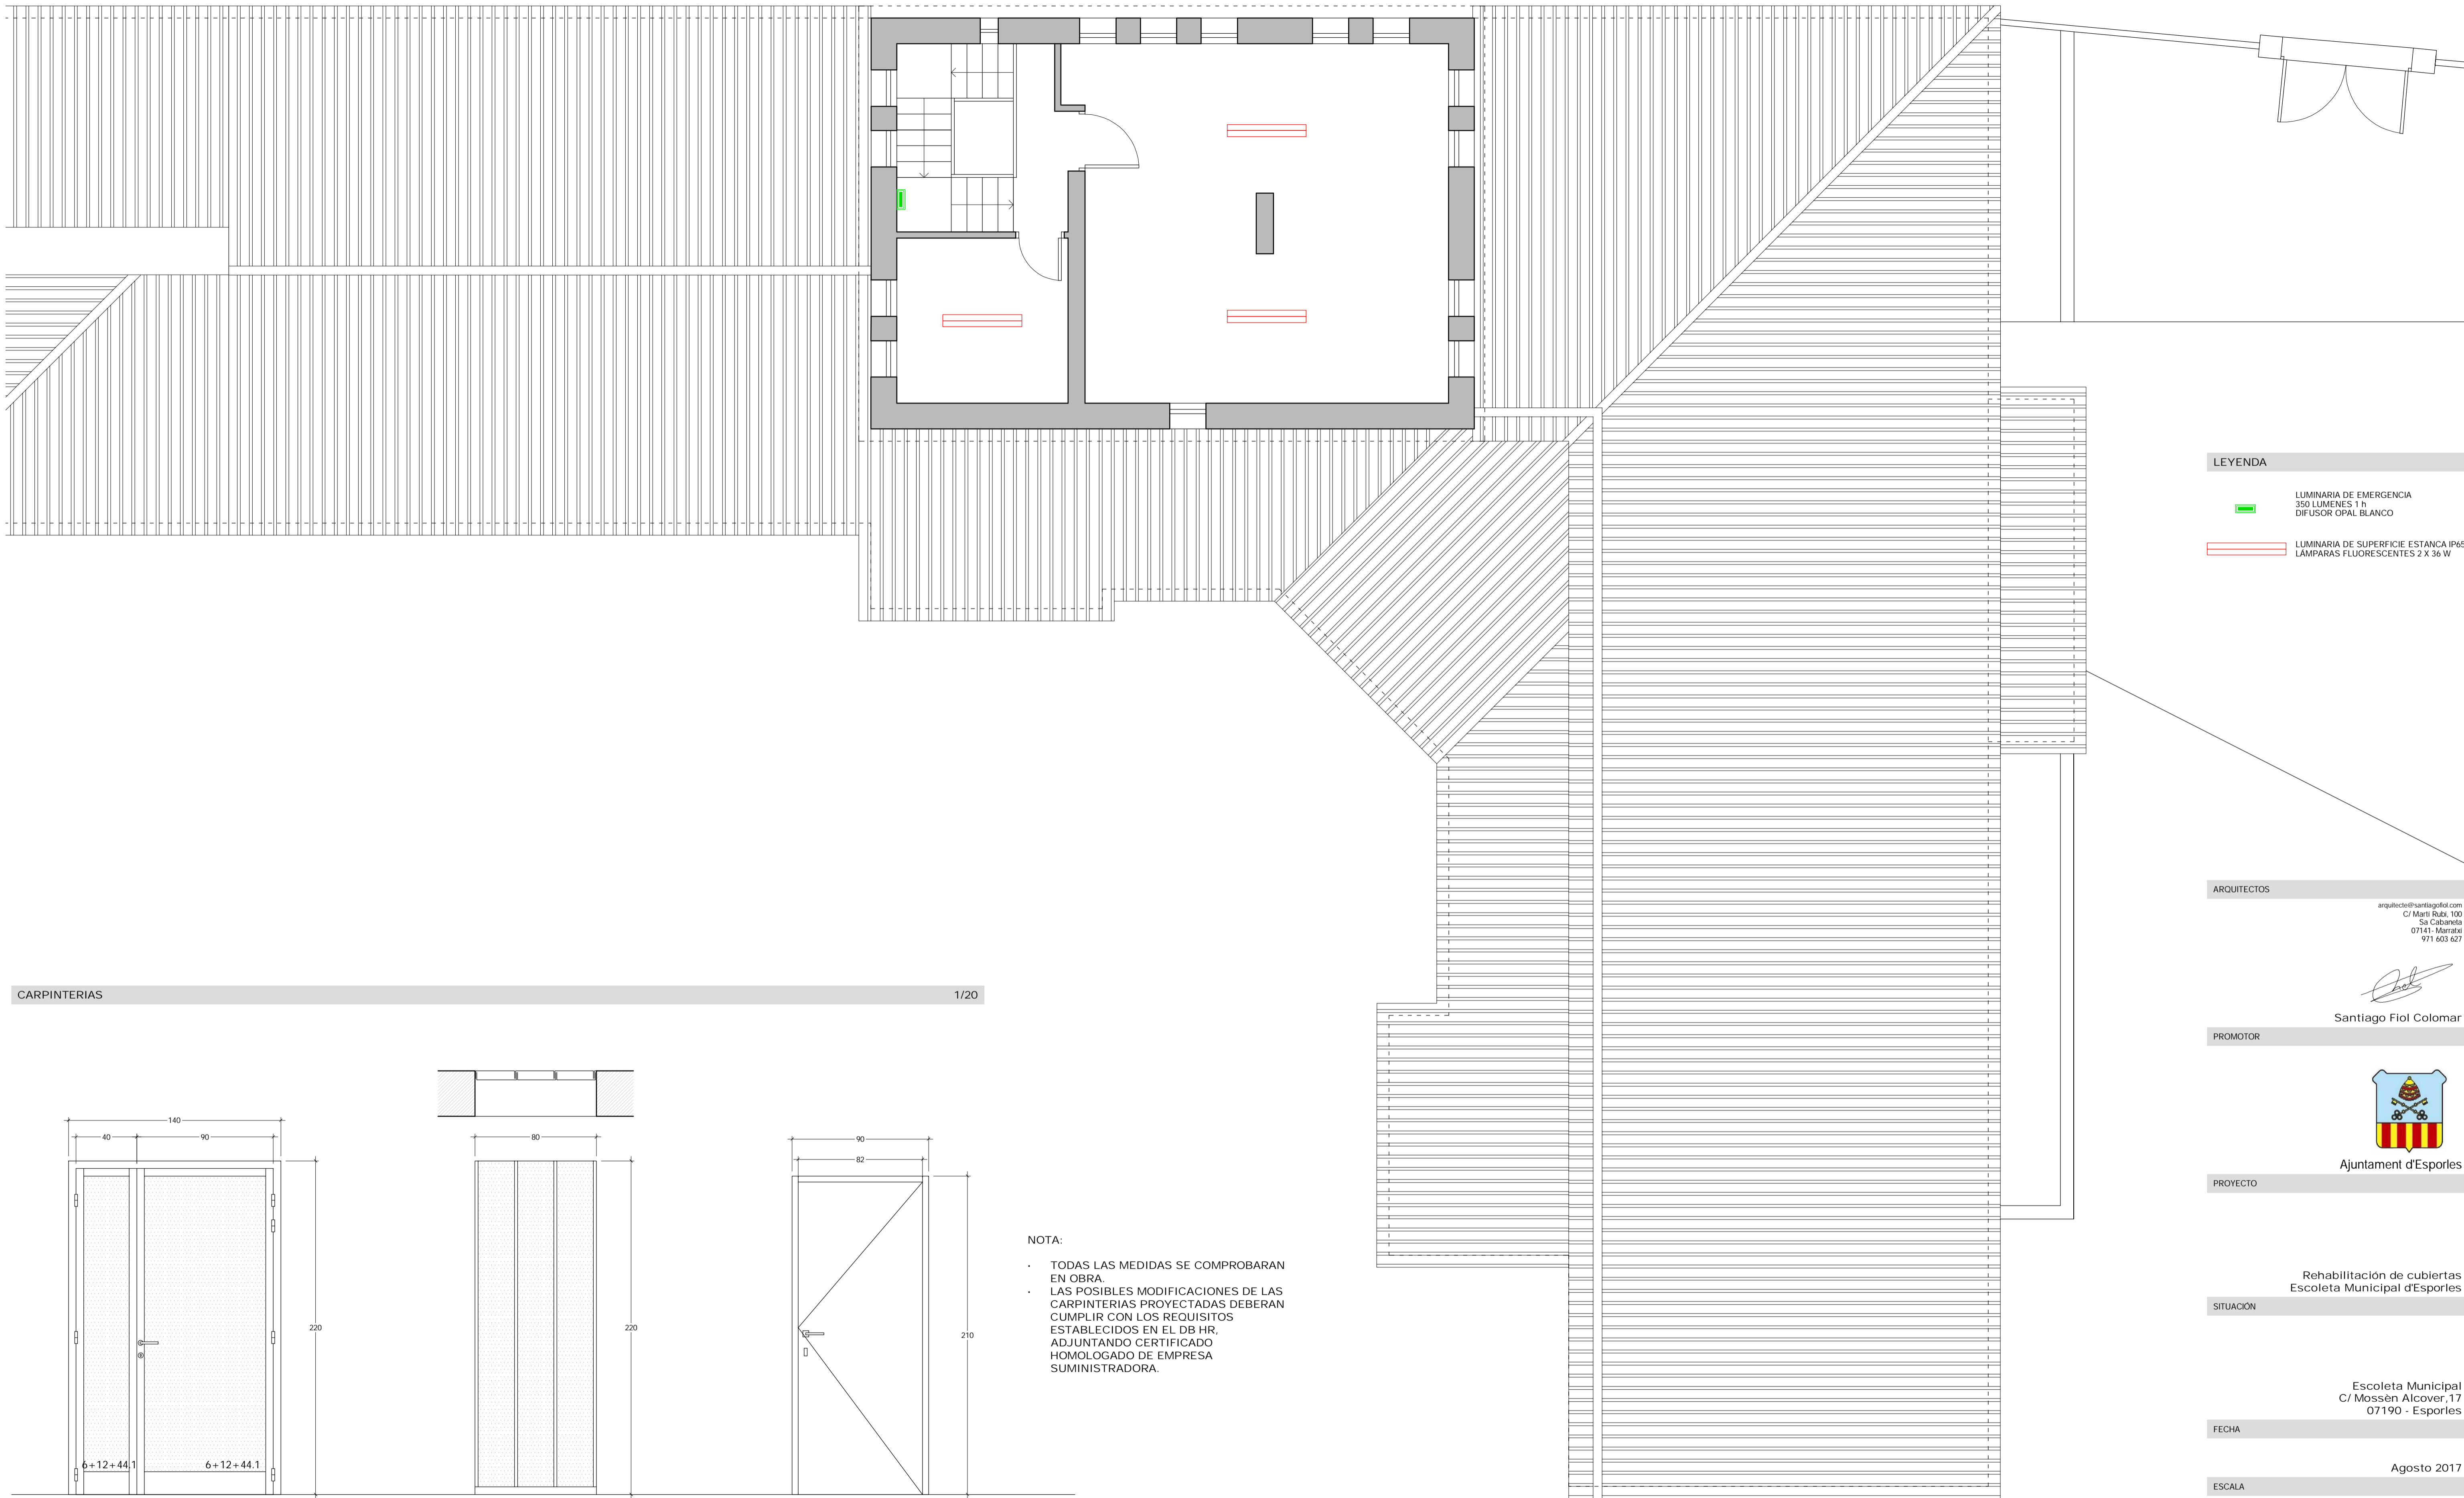 LEYENDA
LUMINARIA DE EMERGENCIA
350 LUMENES 1 h
DIFUSOR OPAL BLANCO
LUMINARIA DE SUPERFICIE ESTANCA IP65
LÁMPARAS FLUORESCENTES 2 X 36 W
ARQUITECTOS
arquitecte@santiagofiol.com
C/ Martí Rubí, 100
Sa Cabaneta
07141- Marratxí
971 603 627
Santiago Fiol Colomar
PROMOTOR
Ajuntament d'Esporles
PROYECTO
Rehabilitación de cubiertas
Escoleta Municipal d'Esporles
SITUACIÓN
Escoleta Municipal
C/ Mossèn Alcover,17
07190 - Esporles
FECHA
Agosto 2017
ESCALA
CARPINTERIAS 1/20
140
40 90
220
6+12+44.1 6+12+44.1
80
220
90
82
210
NOTA:
• TODAS LAS MEDIDAS SE COMPROBARAN
EN OBRA.
• LAS POSIBLES MODIFICACIONES DE LAS
CARPINTERIAS PROYECTADAS DEBERAN
CUMPLIR CON LOS REQUISITOS
ESTABLECIDOS EN EL DB HR,
ADJUNTANDO CERTIFICADO
HOMOLOGADO DE EMPRESA
SUMINISTRADORA.